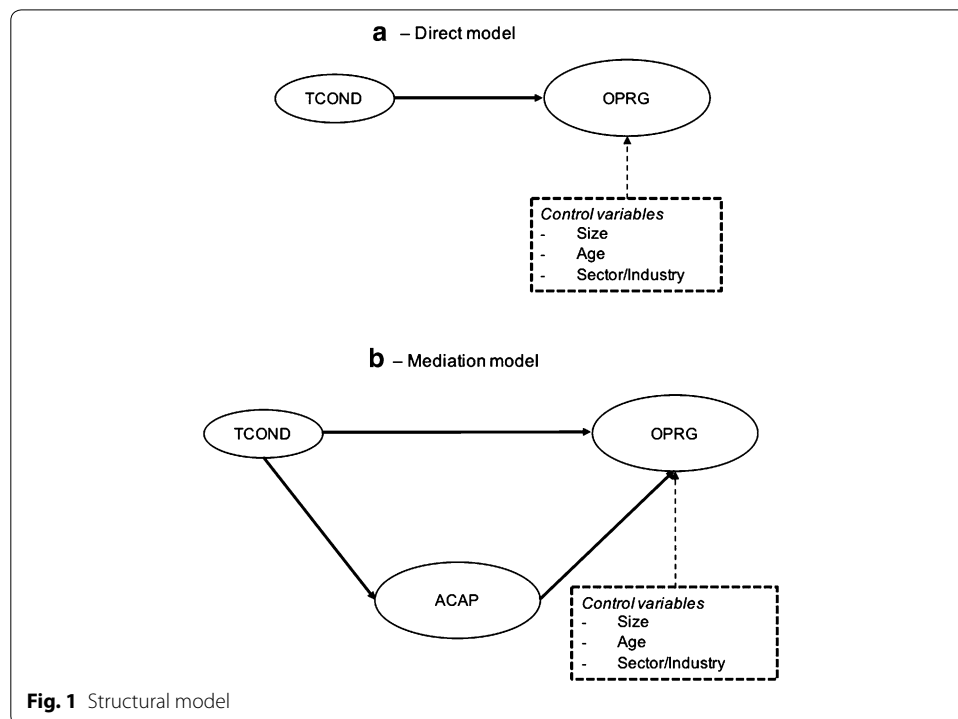 a – Direct model
TCOND
OPRG
Control variables
- Size
- Age
- Sector/Industry
b – Mediation model
TCOND
OPRG
ACAP
Control variables
- Size
- Age
- Sector/Industry
Fig. 1 Structural model